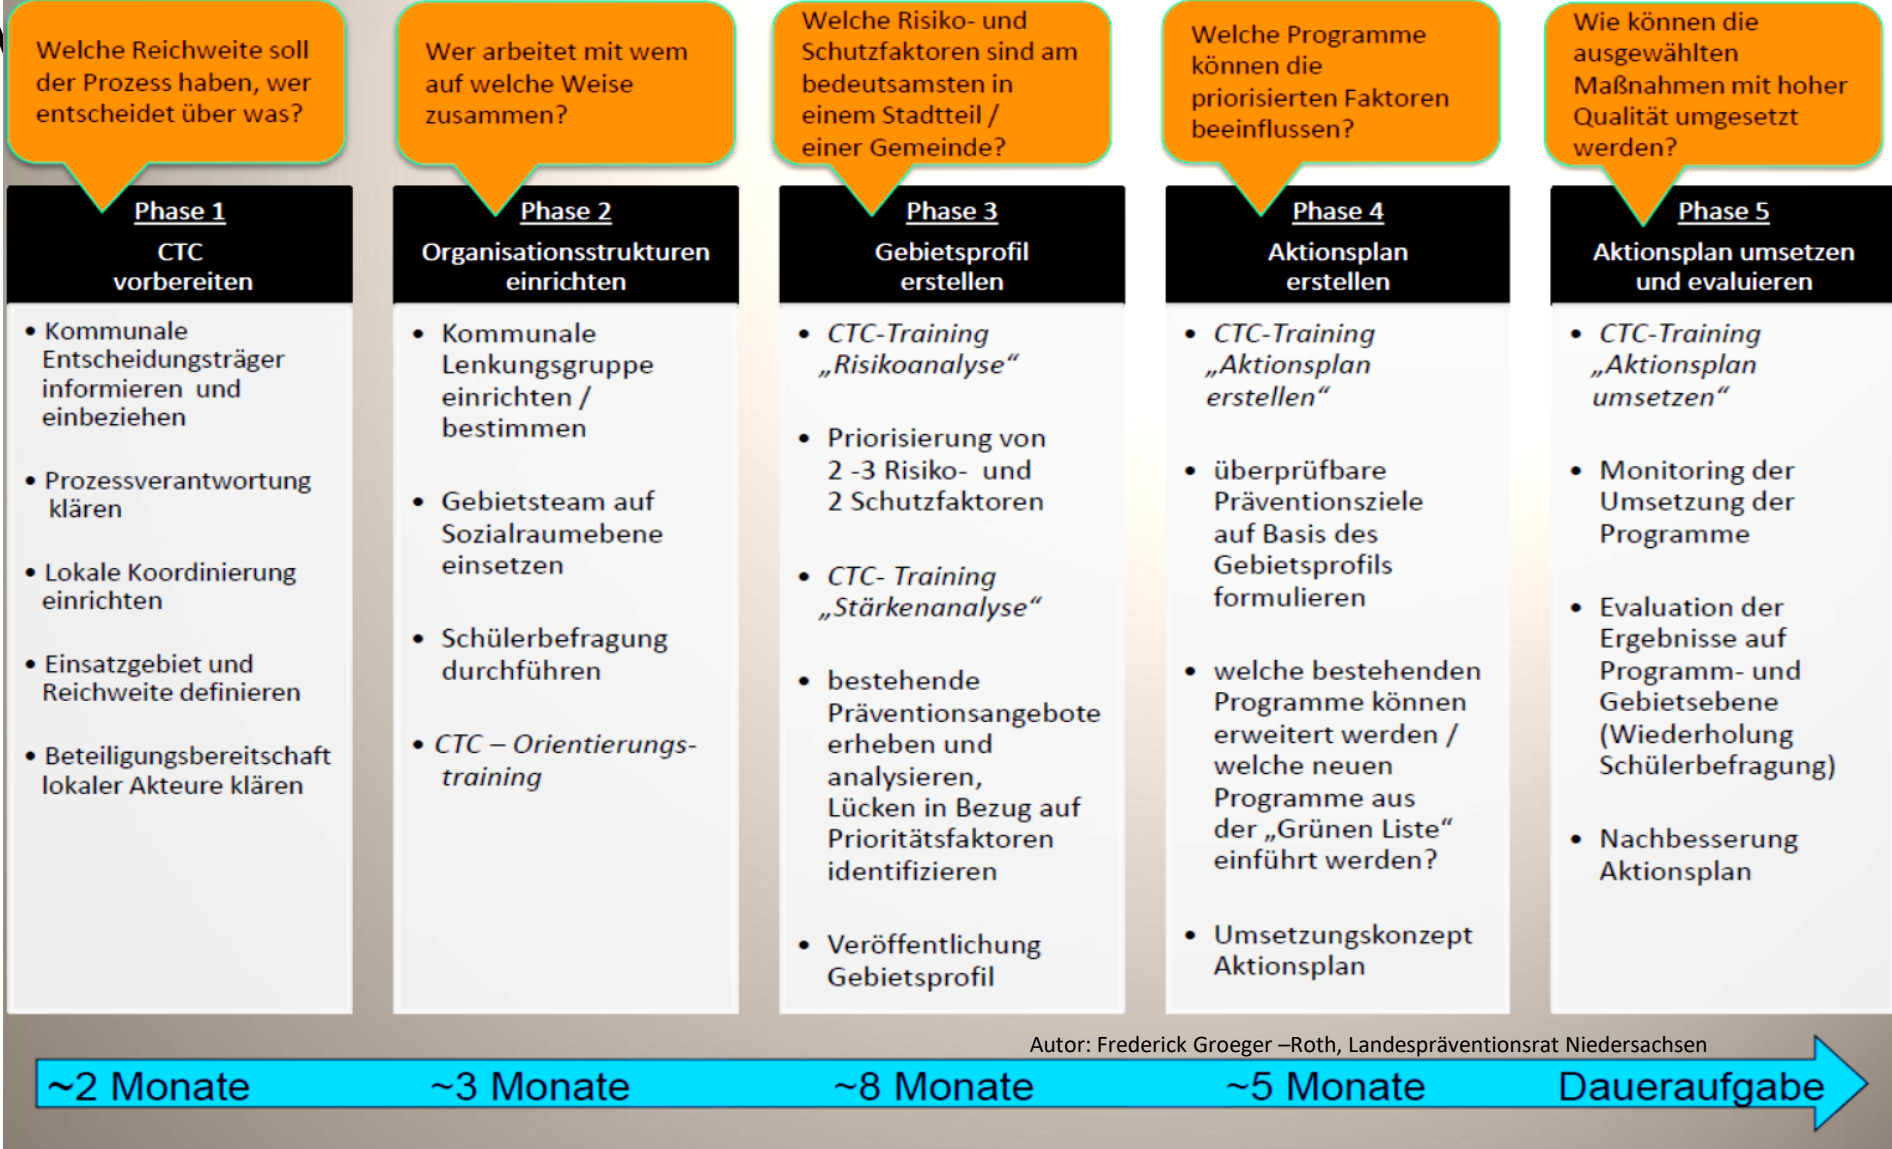 Welche Reichweite soll
der Prozess haben, wer
entscheidet über was?
Wer arbeitet mit wem
auf welche Weise
zusammen?
Welche Risiko- und
Schutzfaktoren sind am
bedeutsamsten in
einem Stadtteil /
einer Gemeinde?
Welche Programme
können die
priorisierten Faktoren
beeinflussen?
Wie können die
ausgewählten
Maßnahmen mit hoher
Qualität umgesetzt
werden?
Phase 1
CTC
vorbereiten
• Kommunale
Entscheidungsträger
informieren und
einbeziehen
• Prozessverantwortung
klären
• Lokale Koordinierung
einrichten
• Einsatzgebiet und
Reichweite definieren
• Beteiligungsbereitschaft
lokaler Akteure klären
Phase 2
Organisationsstrukturen
einrichten
• Kommunale
Lenkungsgruppe
einrichten /
bestimmen
• Gebietsteam auf
Sozialraumebene
einsetzen
• Schülerbefragung
durchführen
• CTC – Orientierungs-
training
Phase 3
Gebietsprofil
erstellen
• CTC-Training
„Risikoanalyse“
• Priorisierung von
2 -3 Risiko- und
2 Schutzfaktoren
• CTC- Training
„Stärkenanalyse“
• bestehende
Präventionsangebote
erheben und
analysieren,
Lücken in Bezug auf
Prioritätsfaktoren
identifizieren
• Veröffentlichung
Gebietsprofil
Phase 4
Aktionsplan
erstellen
• CTC-Training
„Aktionsplan
erstellen“
• überprüfbare
Präventionsziele
auf Basis des
Gebietsprofils
formulieren
• welche bestehenden
Programme können
erweitert werden /
welche neuen
Programme aus
der „Grünen Liste“
einführt werden?
• Umsetzungskonzept
Aktionsplan
Phase 5
Aktionsplan umsetzen
und evaluieren
• CTC-Training
„Aktionsplan
umsetzen“
• Monitoring der
Umsetzung der
Programme
• Evaluation der
Ergebnisse auf
Programm- und
Gebietsebene
(Wiederholung
Schülerbefragung)
• Nachbesserung
Aktionsplan
Autor: Frederick Groeger –Roth, Landespräventionsrat Niedersachsen
~2 Monate
~3 Monate
~8 Monate
~5 Monate
Daueraufgabe